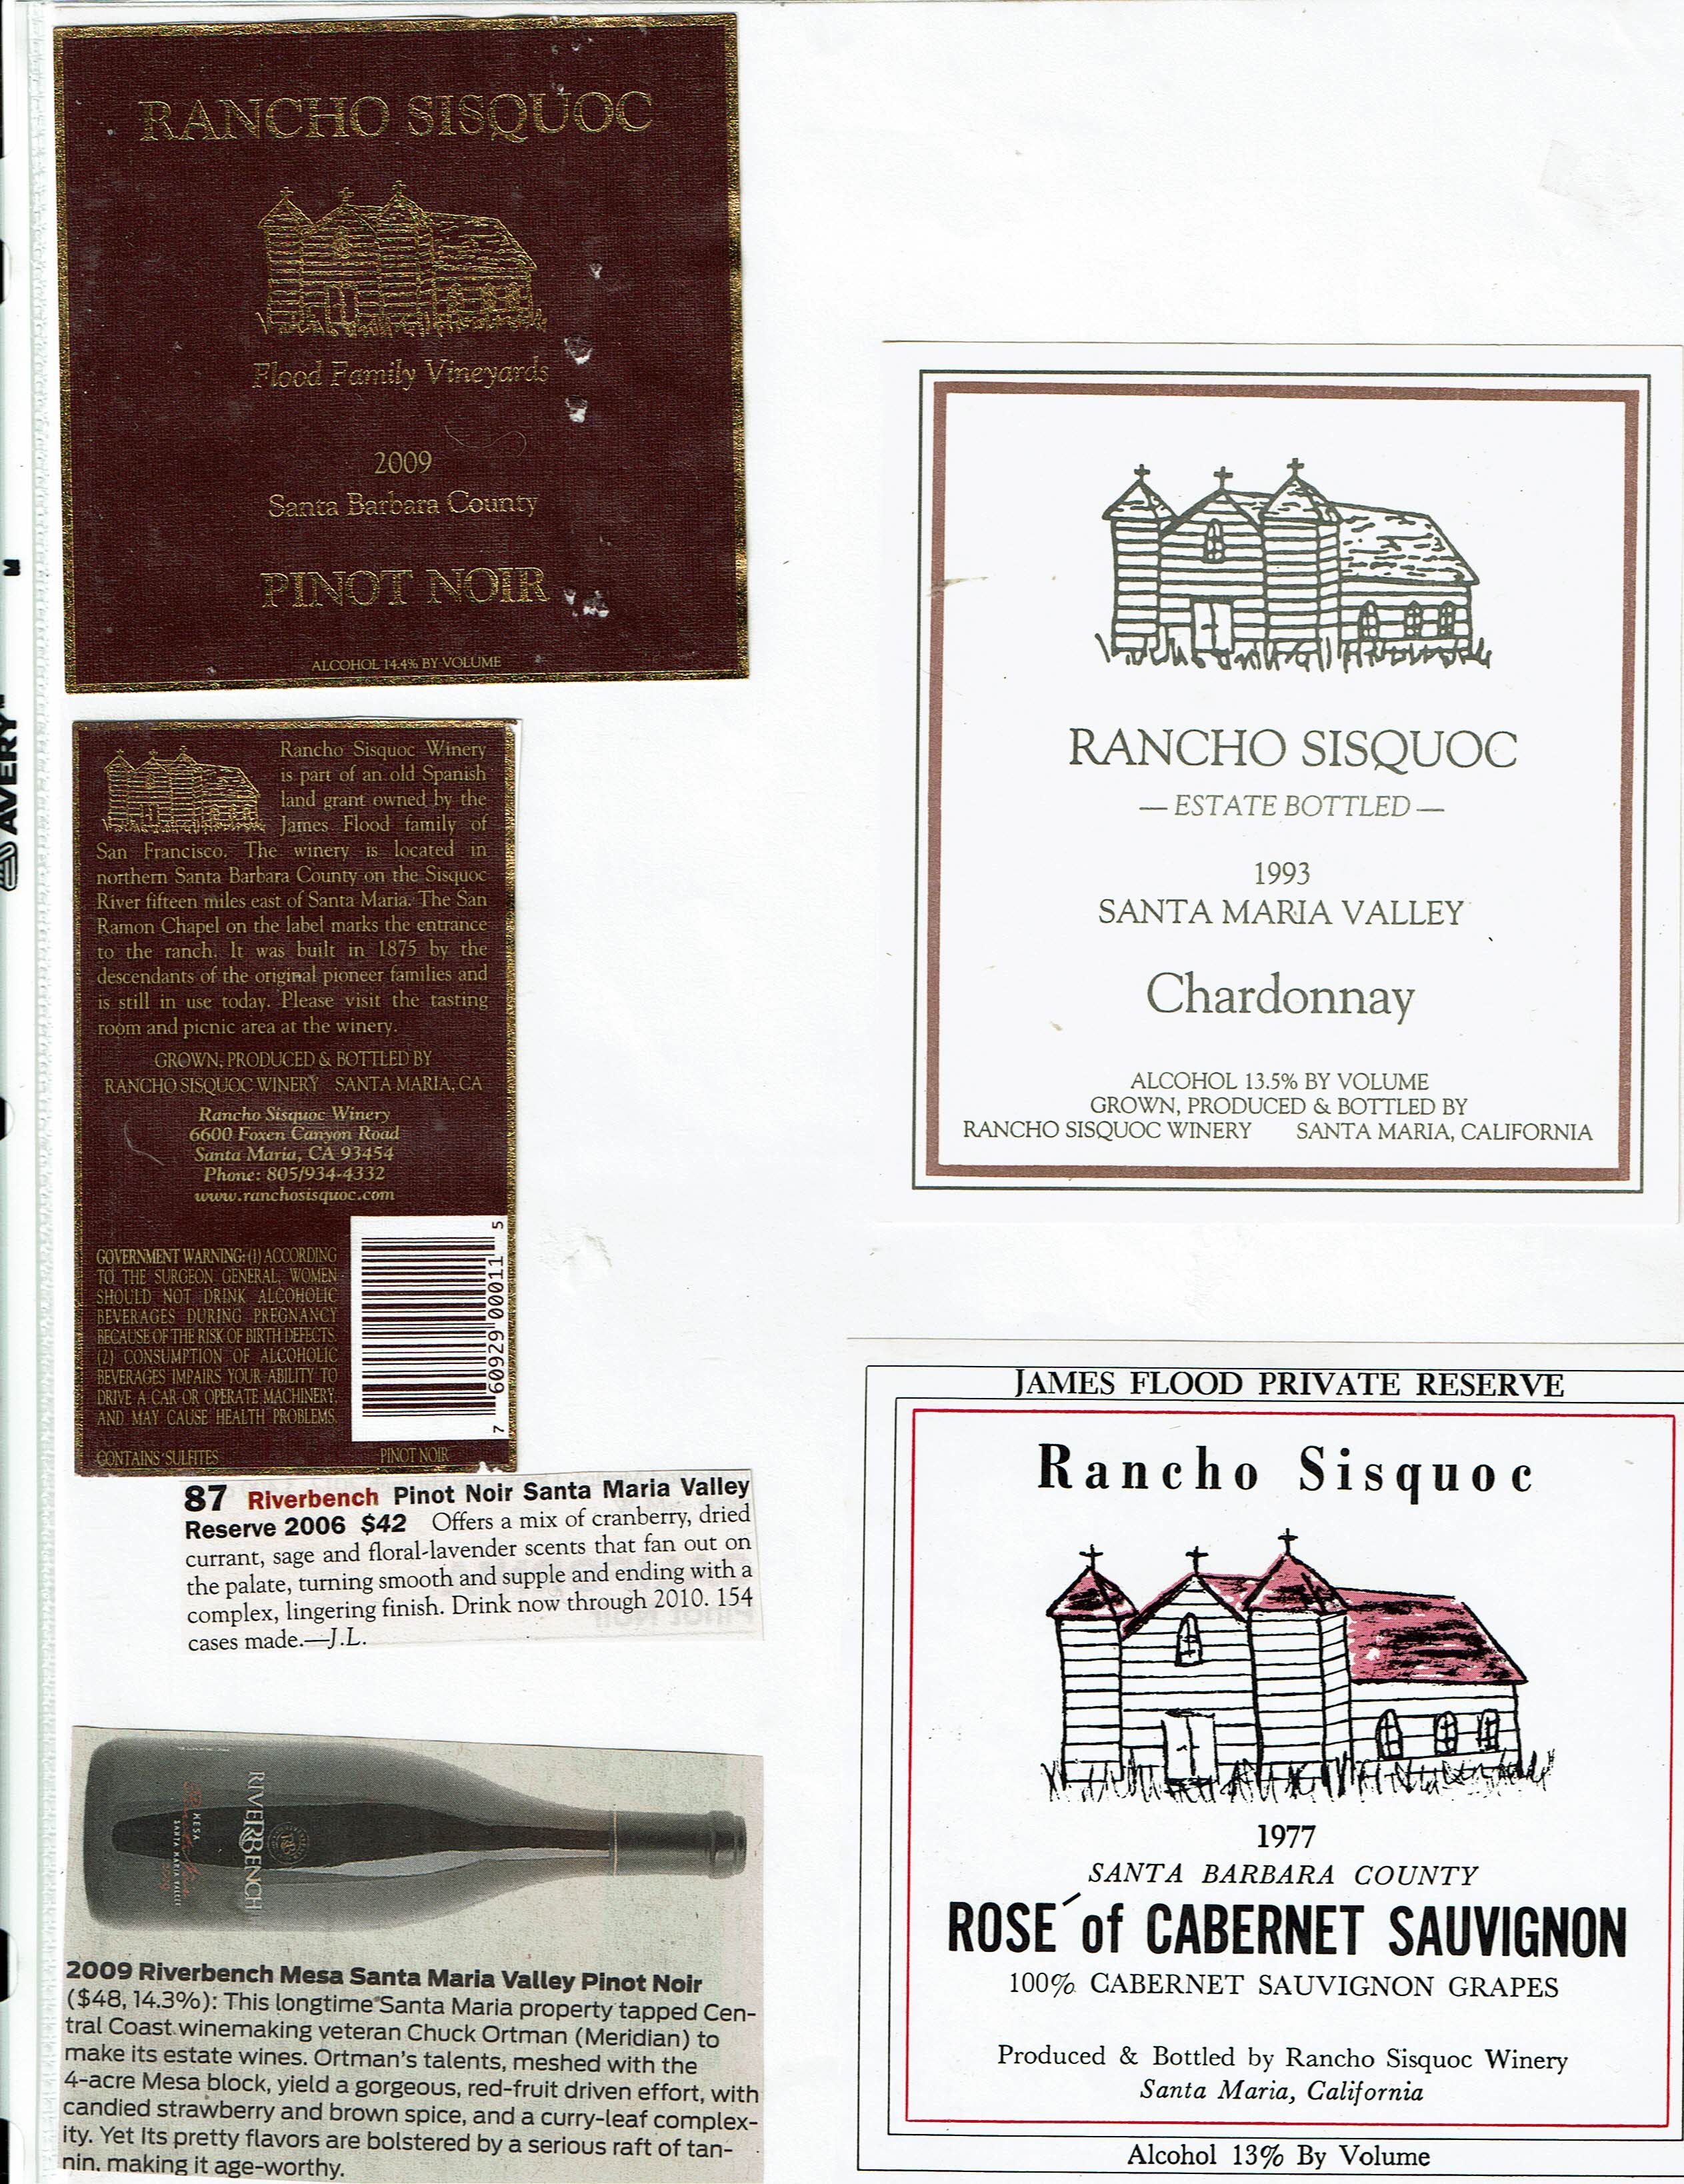 RANCHO SISQUOC
Flood Family Vineyards
2009
Santa Barbara County
PINOT NOIR
ALCOHOL 14.4% BY VOLUME
Rancho Sisquoc Winery
is part of an old Spanish
land grant owned by the
James Flood family of
San Francisco. The winery is located in
northern Santa Barbara County on the Sisquoc
River fifteen miles east of Santa Maria. The San
Ramon Chapel on the label marks the entrance
to the ranch. It was built in 1875 by the
descendants of the original pioneer families and
is still in use today. Please visit the tasting
room and picnic area at the winery.
GROWN, PRODUCED & BOTTLED BY
RANCHO SISQUOC WINERY SANTA MARIA, CA
Rancho Sisquoc Winery
6600 Foxen Canyon Road
Santa Maria, CA 93454
Phone: 805/934-4332
www.ranchosisquoc.com
GOVERNMENT WARNING: (1) ACCORDING
TO THE SURGEON GENERAL, WOMEN
SHOULD NOT DRINK ALCOHOLIC
BEVERAGES DURING PREGNANCY
BECAUSE OF THE RISK OF BIRTH DEFECTS.
(2) CONSUMPTION OF ALCOHOLIC
BEVERAGES IMPAIRS YOUR ABILITY TO
DRIVE A CAR OR OPERATE MACHINERY,
AND MAY CAUSE HEALTH PROBLEMS.
CONTAINS SULFITES PINOT NOIR
7 60929 00011 5
AVERY
87 Riverbench Pinot Noir Santa Maria Valley
Reserve 2006 $42 Offers a mix of cranberry, dried
currant, sage and floral-lavender scents that fan out on
the palate, turning smooth and supple and ending with a
complex, lingering finish. Drink now through 2010. 154
cases made.—J.L.
RIVERBENCH
MESA
SANTA MARIA VALLEY
2009 Riverbench Mesa Santa Maria Valley Pinot Noir
($48, 14.3%): This longtime Santa Maria property tapped Cen-
tral Coast winemaking veteran Chuck Ortman (Meridian) to
make its estate wines. Ortman's talents, meshed with the
4-acre Mesa block, yield a gorgeous, red-fruit driven effort, with
candied strawberry and brown spice, and a curry-leaf complex-
ity. Yet its pretty flavors are bolstered by a serious raft of tan-
nin, making it age-worthy.
RANCHO SISQUOC
— ESTATE BOTTLED —
1993
SANTA MARIA VALLEY
Chardonnay
ALCOHOL 13.5% BY VOLUME
GROWN, PRODUCED & BOTTLED BY
RANCHO SISQUOC WINERY SANTA MARIA, CALIFORNIA
JAMES FLOOD PRIVATE RESERVE
Rancho Sisquoc
1977
SANTA BARBARA COUNTY
ROSÉ of CABERNET SAUVIGNON
100% CABERNET SAUVIGNON GRAPES
Produced & Bottled by Rancho Sisquoc Winery
Santa Maria, California
Alcohol 13% By Volume